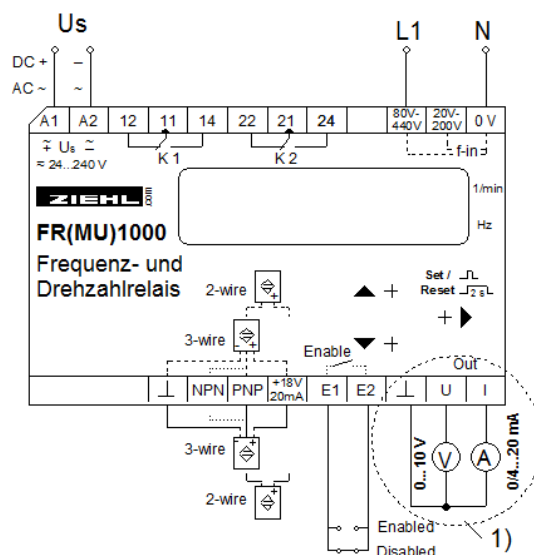 Us
L1 N
DC + –
AC ~ ~
A1 A2 12 11 14 22 21 24 80V-440V 20V-200V 0 V
K 1 K 2 f-in
∓ Us ≃
≈ 24...240 V
ZIEHL.com
1/min
Hz
FR(MU)1000
Frequenz- und
Drehzahlrelais
2-wire
3-wire
▲ +
▼ +
Set /
Reset 2 s
+ ▶
Enable
Out
⊥ NPN PNP +18V 20mA E1 E2 ⊥ U I
3-wire
2-wire
0...10 V
V
A
0/4...20 mA
Enabled
Disabled
1)